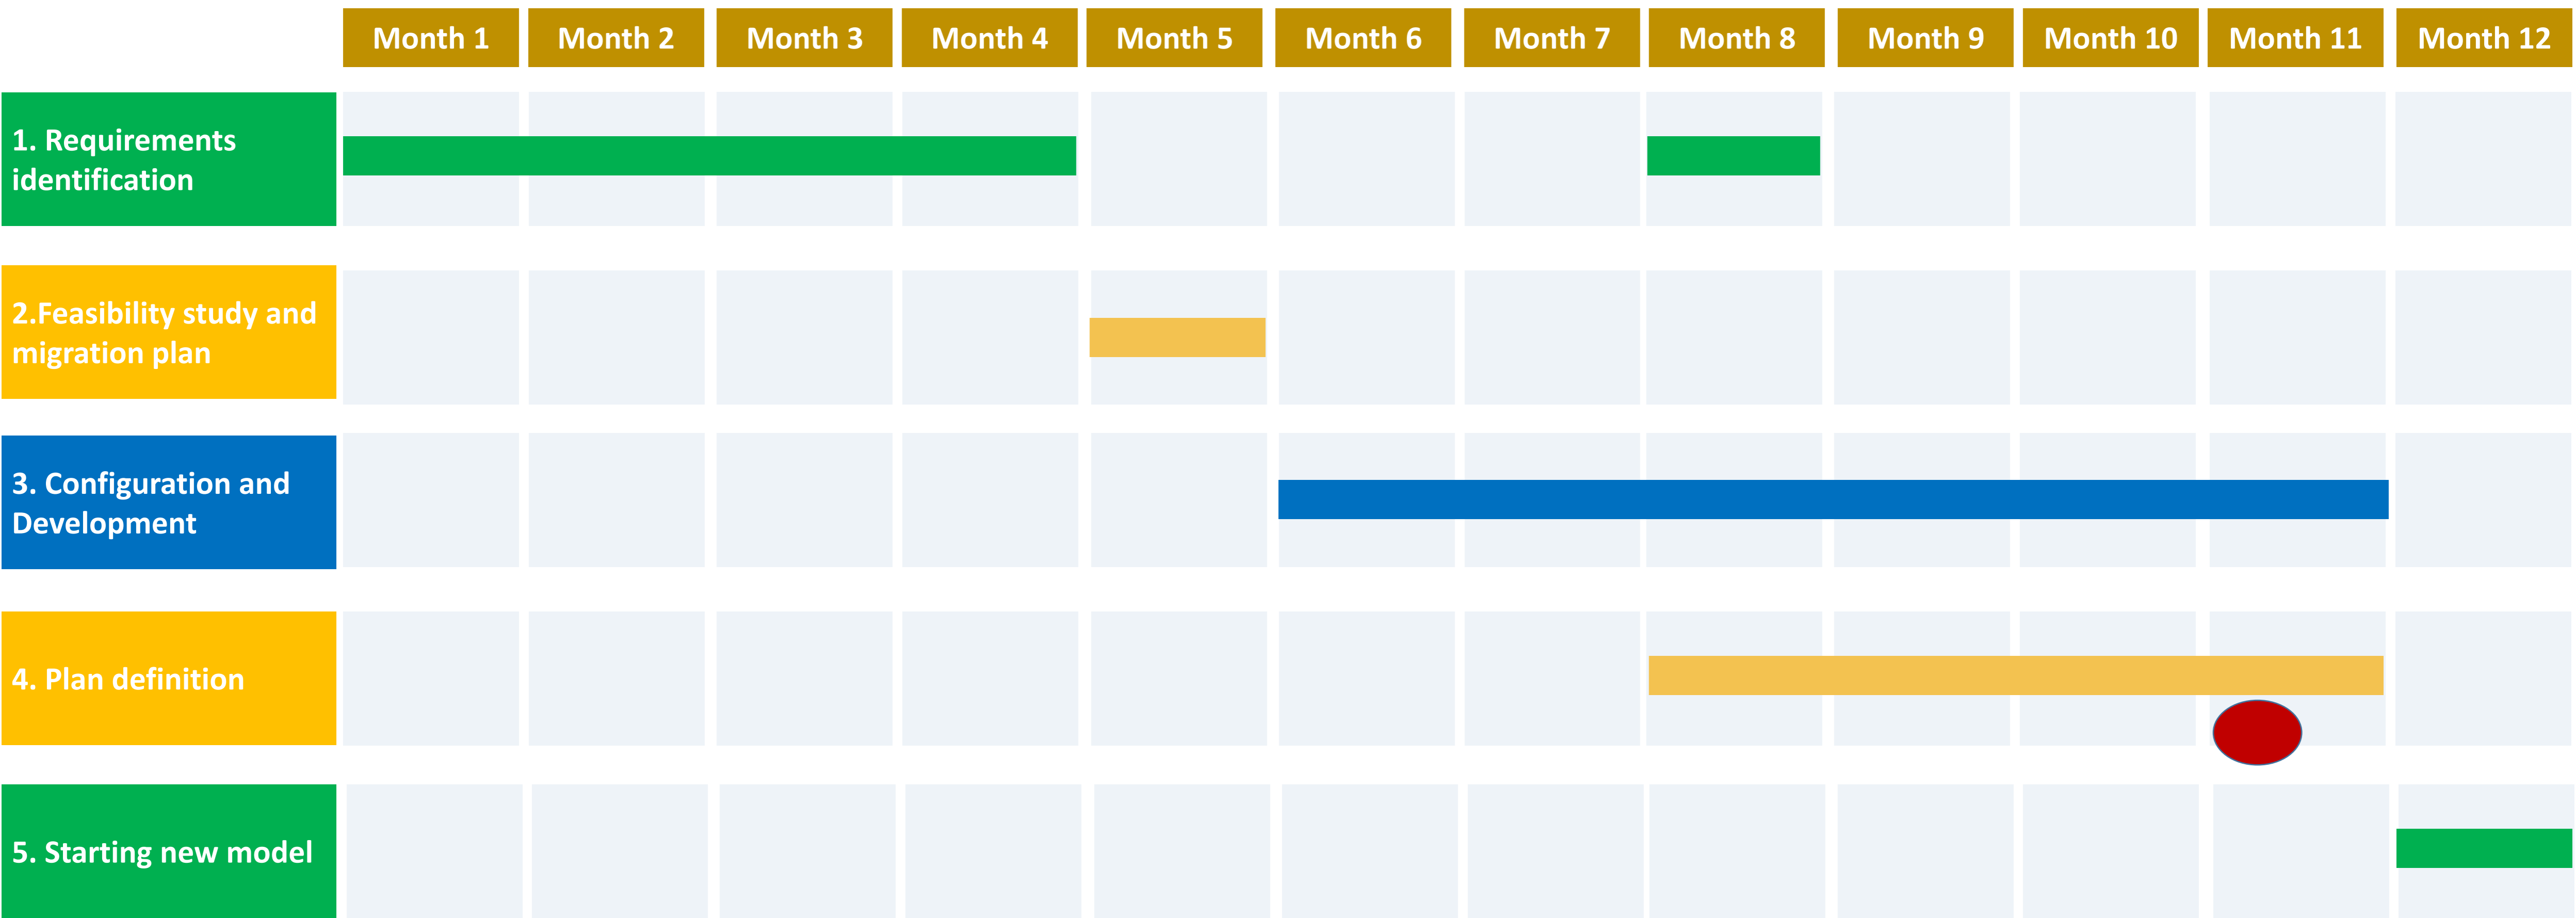 Month 1 Month 2 Month 3 Month 4 Month 5 Month 6 Month 7 Month 8 Month 9 Month 10 Month 11 Month 12
1. Requirements
identification
2.Feasibility study and
migration plan
3. Configuration and
Development
4. Plan definition
5. Starting new model